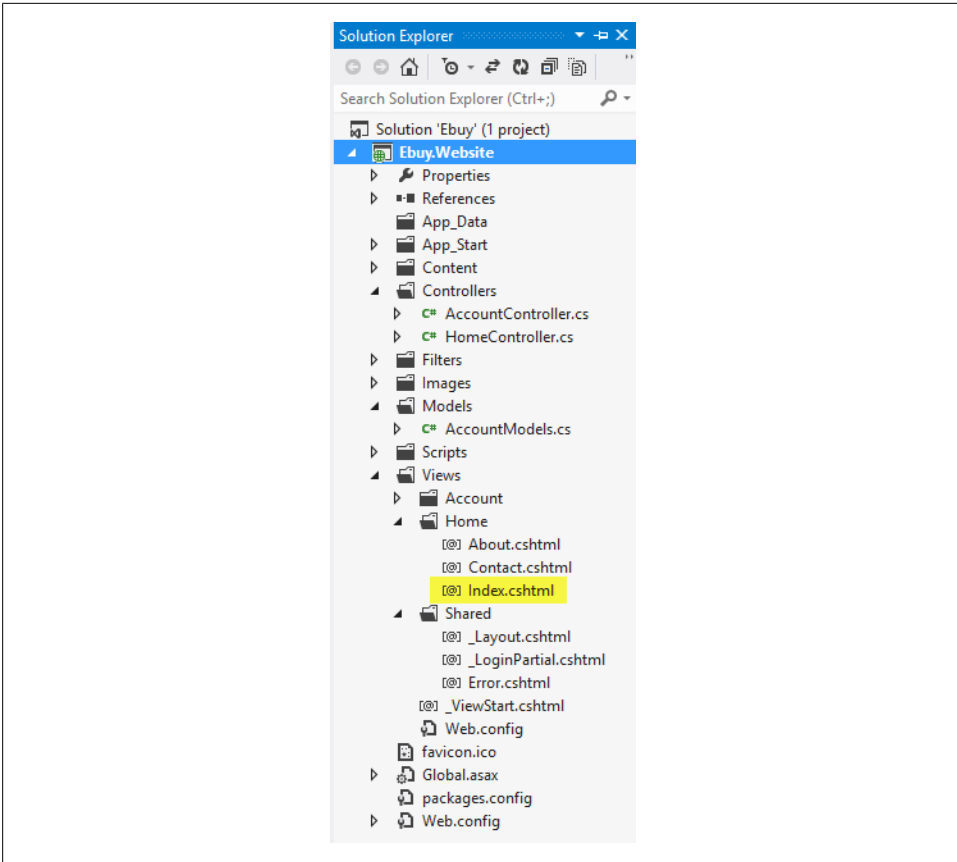 Solution Explorer
Search Solution Explorer (Ctrl+;)
Solution 'Ebuy' (1 project)
Ebuy.Website
Properties
References
App_Data
App_Start
Content
Controllers
C# AccountController.cs
C# HomeController.cs
Filters
Images
Models
C# AccountModels.cs
Scripts
Views
Account
Home
[@] About.cshtml
[@] Contact.cshtml
[@] Index.cshtml
Shared
[@] _Layout.cshtml
[@] _LoginPartial.cshtml
[@] Error.cshtml
[@] _ViewStart.cshtml
Web.config
favicon.ico
Global.asax
packages.config
Web.config